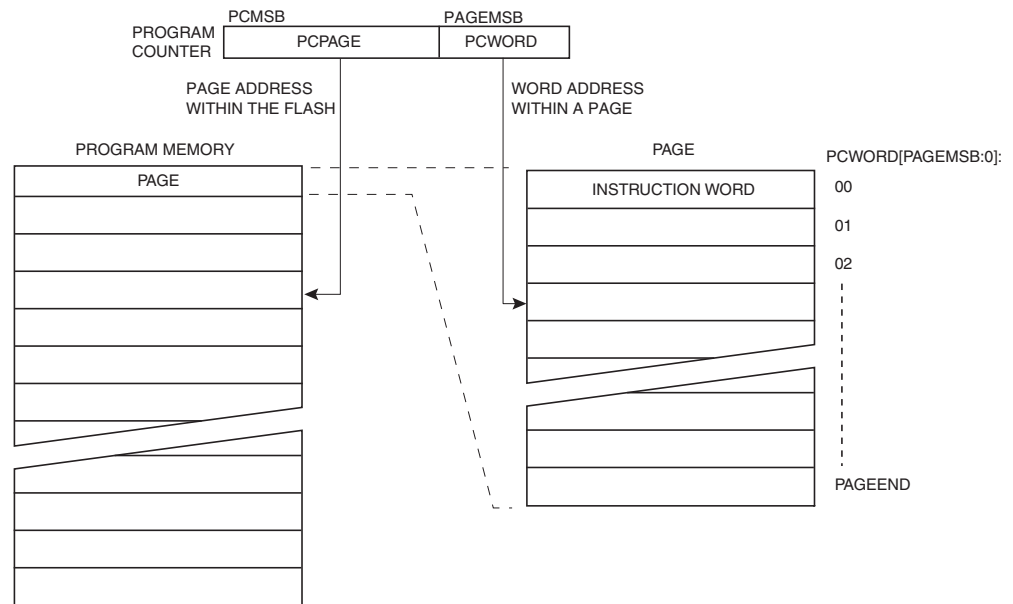 PCMSB
PAGEMSB
PROGRAM
COUNTER
PCPAGE
PCWORD
PAGE ADDRESS
WITHIN THE FLASH
WORD ADDRESS
WITHIN A PAGE
PROGRAM MEMORY
PAGE
PAGE
PCWORD[PAGEMSB:0]:
INSTRUCTION WORD
00
01
02
PAGEEND